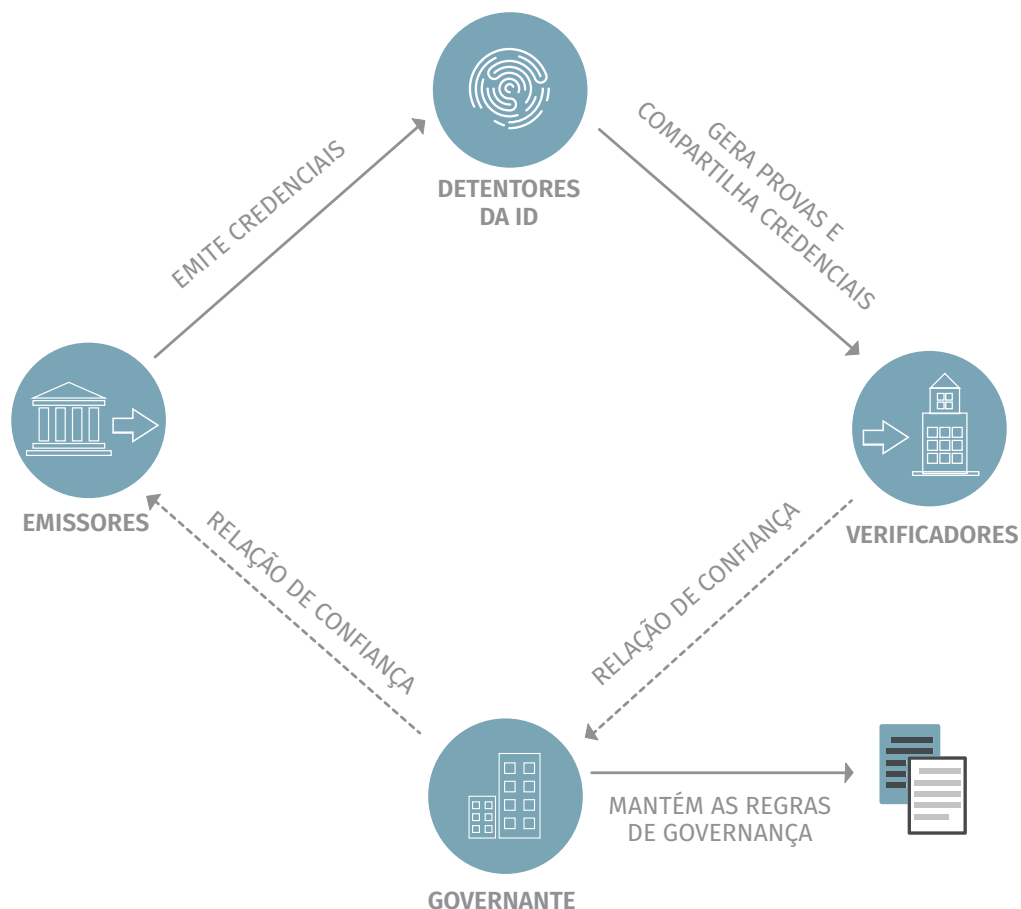 DETENTORES
DA ID
EMITE CREDENCIAIS
GERA PROVAS E
COMPARTILHA CREDENCIAIS
EMISSORES
VERIFICADORES
RELAÇÃO DE CONFIANÇA
RELAÇÃO DE CONFIANÇA
MANTÉM AS REGRAS
DE GOVERNANÇA
GOVERNANTE